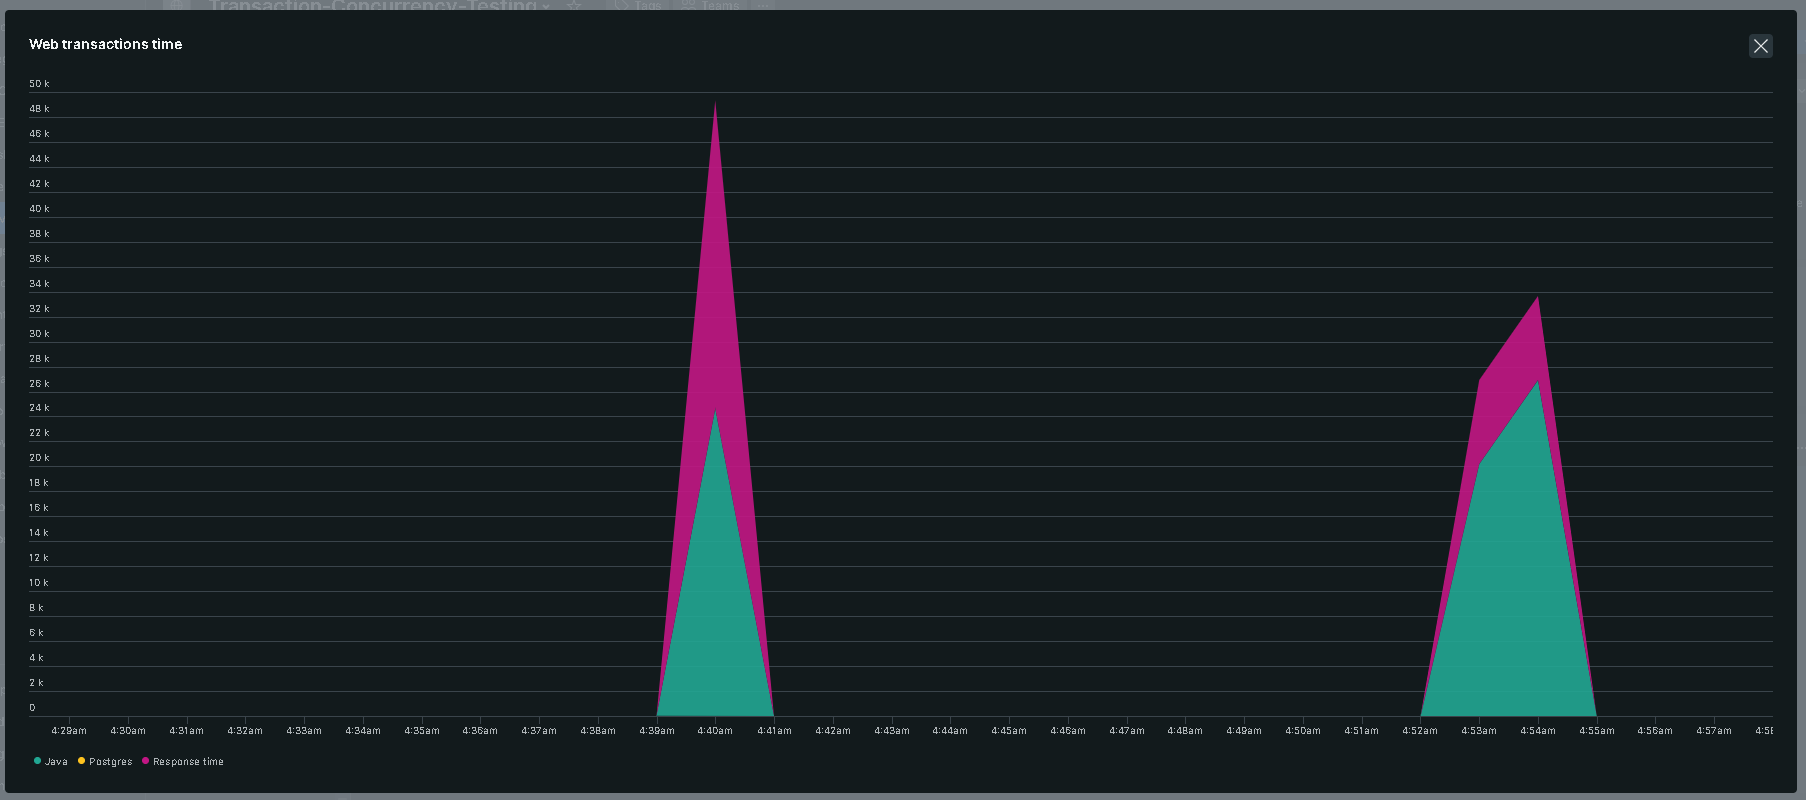 Transaction-Concurrency-Testing Tags Teams
Web transactions time
50 k
48 k
46 k
44 k
42 k
40 k
38 k
36 k
34 k
32 k
30 k
28 k
26 k
24 k
22 k
20 k
18 k
16 k
14 k
12 k
10 k
8 k
6 k
4 k
2 k
0
4:29am 4:30am 4:31am 4:32am 4:33am 4:34am 4:35am 4:36am 4:37am 4:38am 4:39am 4:40am 4:41am 4:42am 4:43am 4:44am 4:45am 4:46am 4:47am 4:48am 4:49am 4:50am 4:51am 4:52am 4:53am 4:54am 4:55am 4:56am 4:57am
Java Postgres Response time